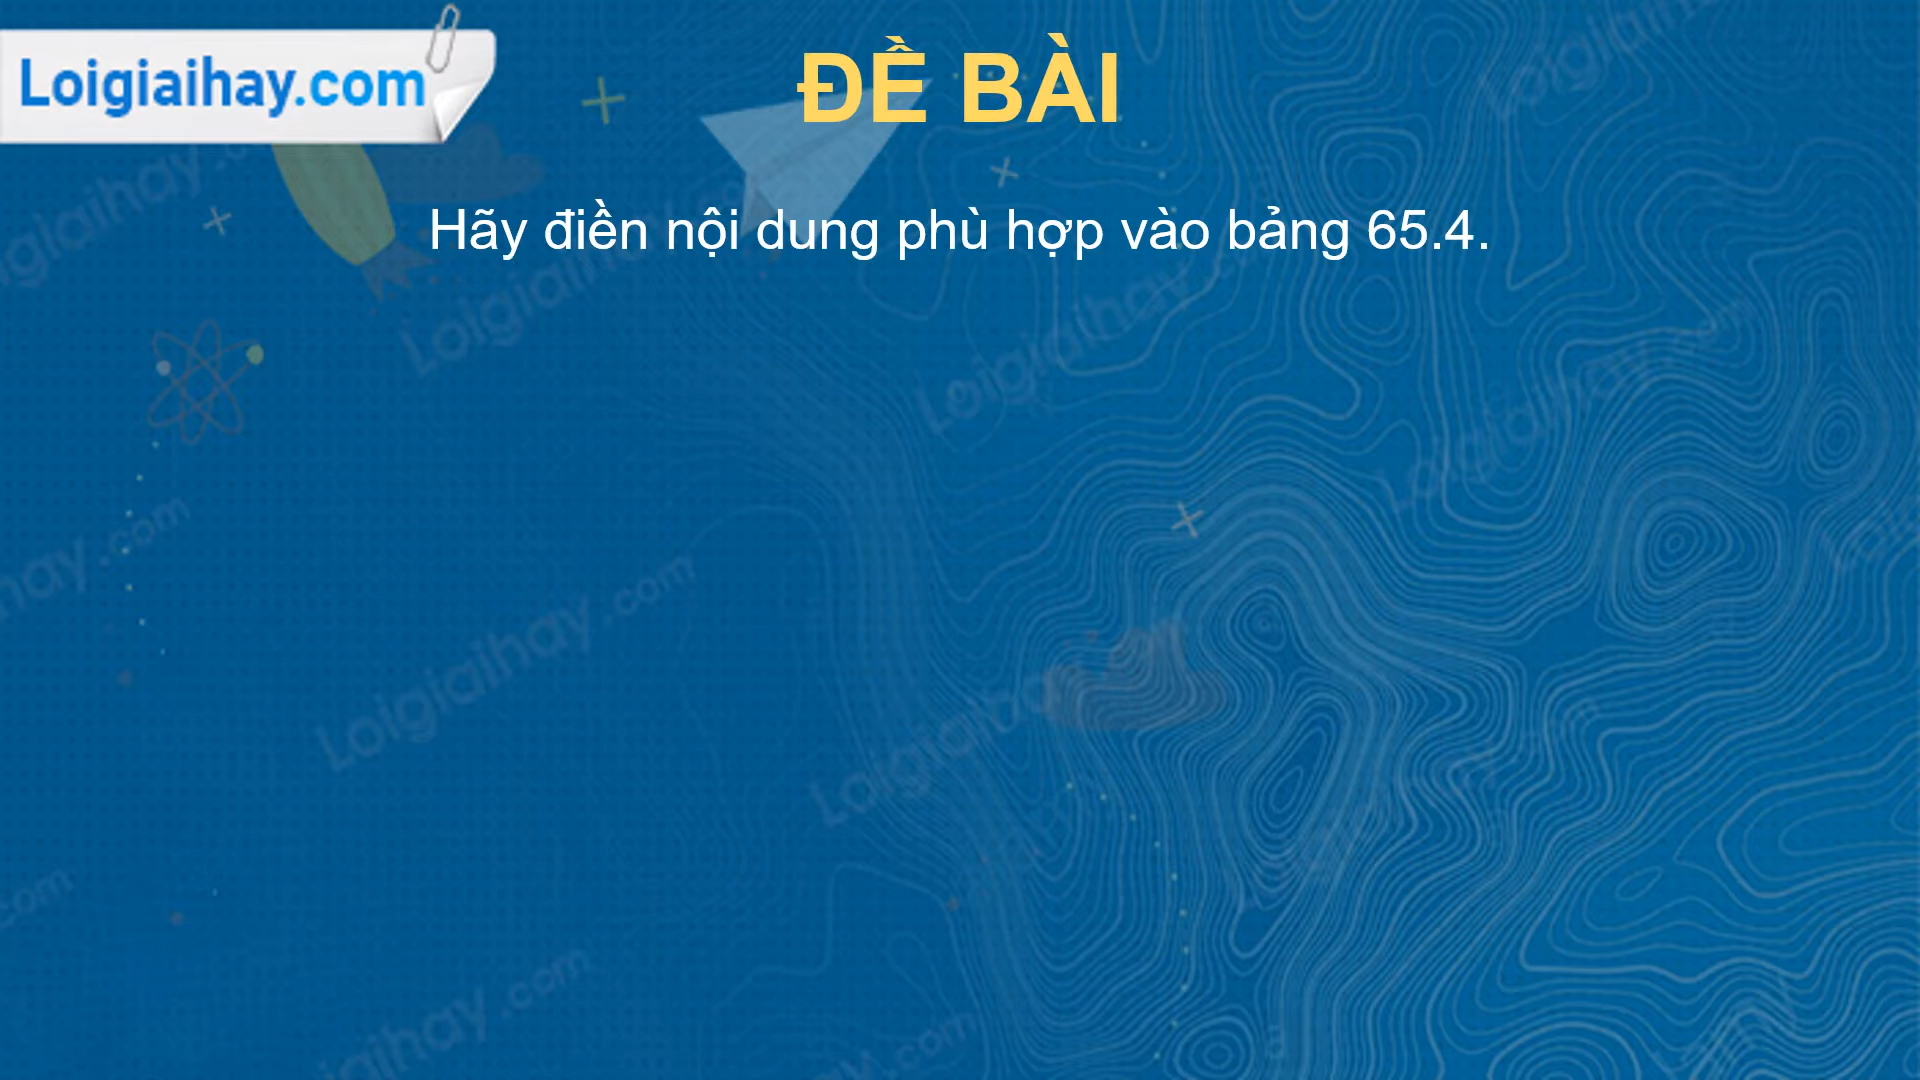 Loigiaihay.com
ĐỀ BÀI
Hãy điền nội dung phù hợp vào bảng 65.4.